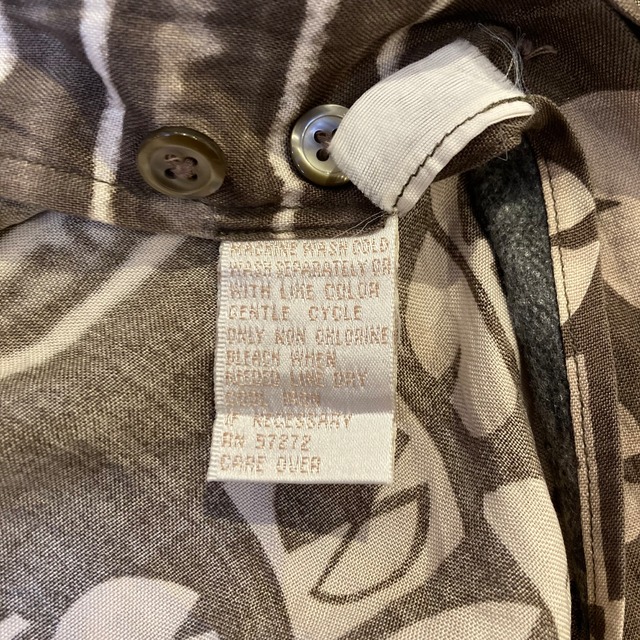 MACHINE WASH COLD
WASH SEPARATELY OR
WITH LIKE COLOR
GENTLE CYCLE
ONLY NON CHLORINE
BLEACH WHEN
NEEDED LINE DRY
COOL IRON
IF NECESSARY
RN 57272
CARE OVER